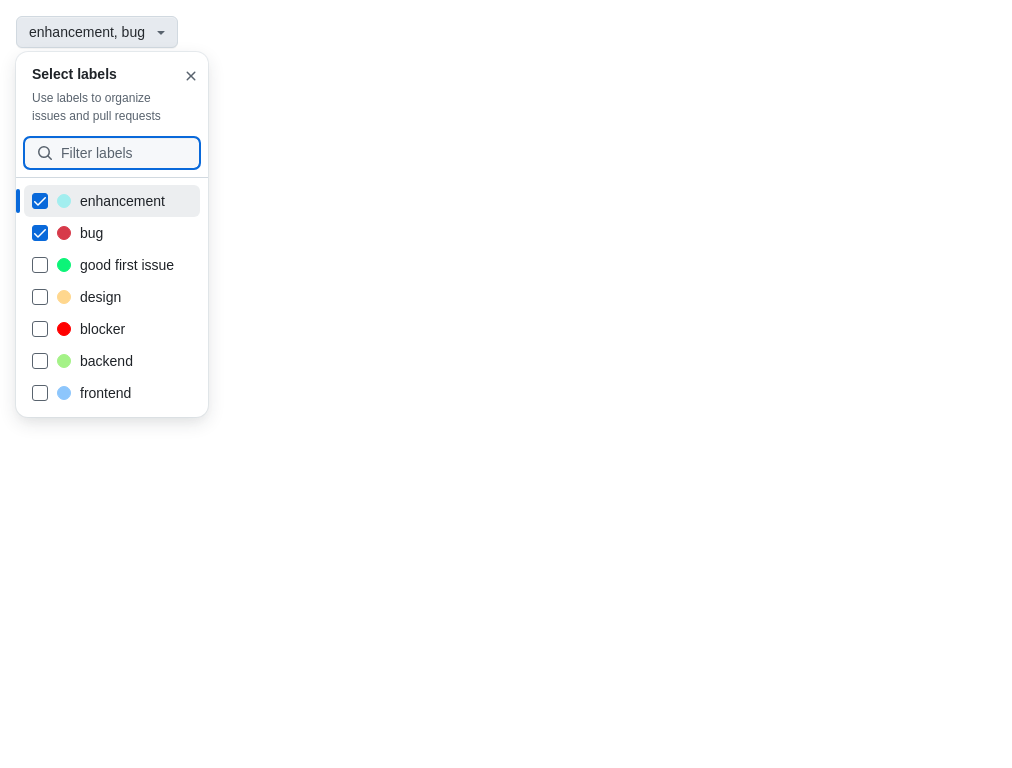 enhancement, bug
Select labels
Use labels to organize
issues and pull requests
Filter labels
enhancement
bug
good first issue
design
blocker
backend
frontend